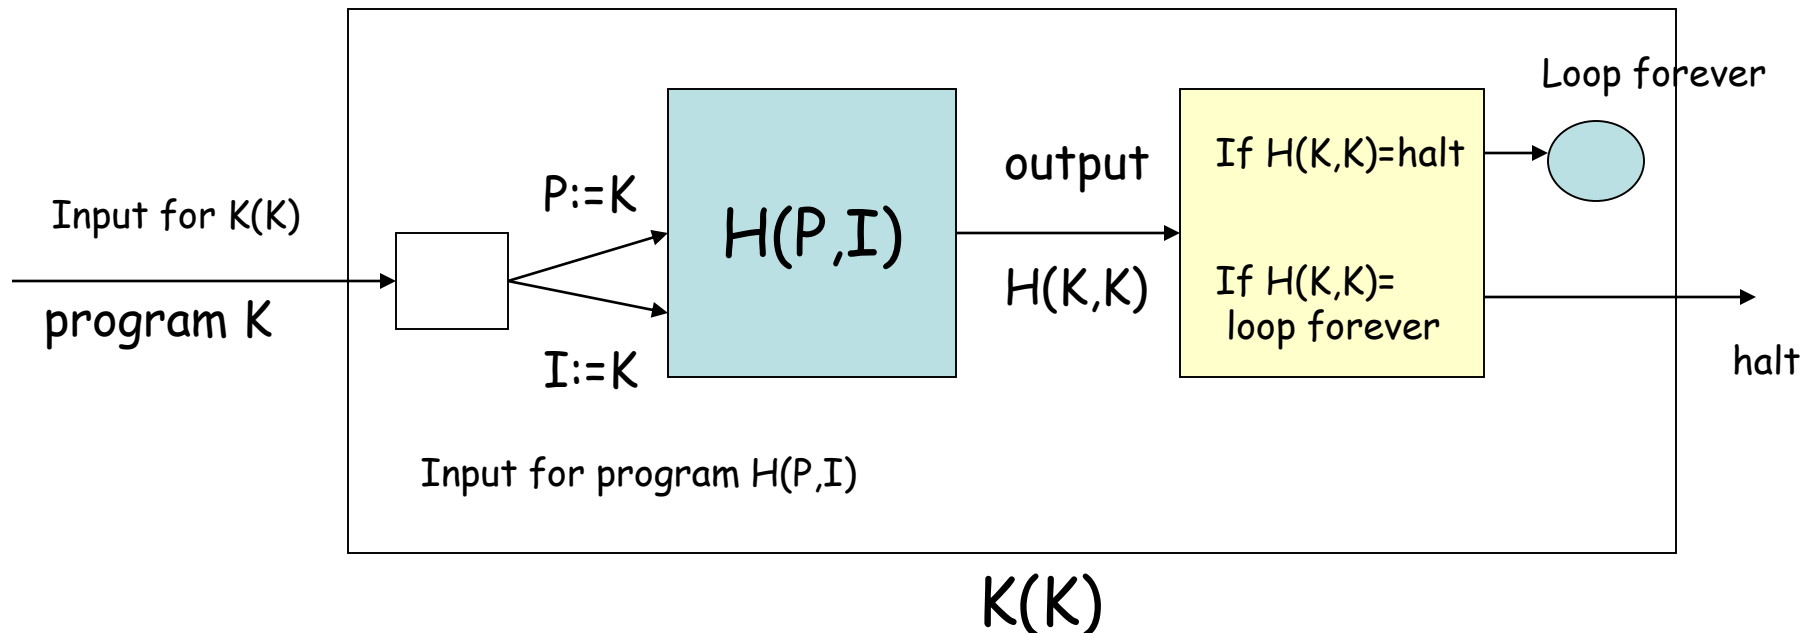 Loop forever
If H(K,K)=halt
output
P:=K
Input for K(K)
H(P,I)
If H(K,K)=
loop forever
H(K,K)
program K
halt
I:=K
Input for program H(P,I)
K(K)